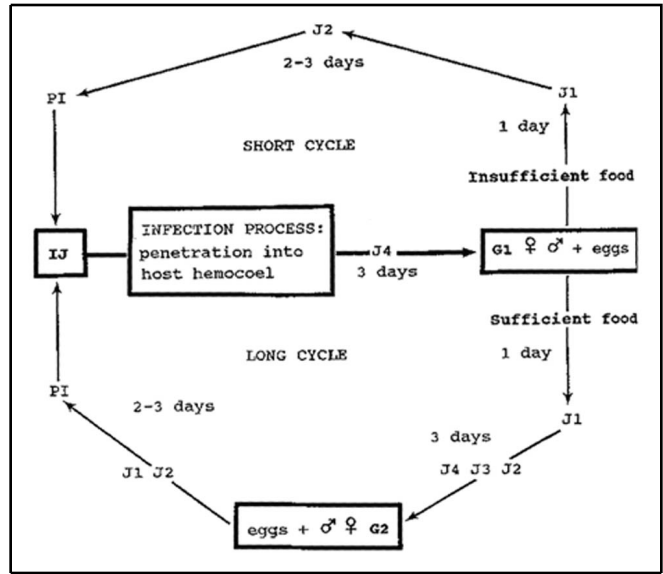 J2
2-3 days
PI
J1
1 day
SHORT CYCLE
Insufficient food
IJ
INFECTION PROCESS:
penetration into
host hemocoel
J4
3 days
G1 ♀ ♂ + eggs
Sufficient food
1 day
LONG CYCLE
PI
2-3 days
J1
3 days
J4 J3 J2
J1 J2
eggs + ♂ ♀ G2